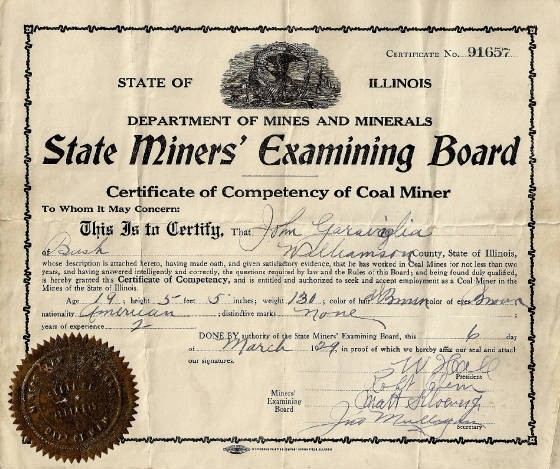 CERTIFICATE No. 91657
STATE OF ILLINOIS
DEPARTMENT OF MINES AND MINERALS
State Miners' Examining Board
Certificate of Competency of Coal Miner
To Whom It May Concern:
This Is to Certify, That John
of Bush Williamson County, State of Illinois,
whose description is attached hereto, having made oath, and given satisfactory evidence, that he has worked in Coal Mines for not less than two
years, and having answered intelligently and correctly, the questions required by law and the Rules of this Board; and being found duly qualified,
is hereby granted this Certificate of Competency, and is entitled and authorized to seek and accept employment as a Coal Miner in the
Mines of the State of Illinois.
Age 19; height 5 feet 5 inches; weight 130; color of hair Brown color of eyes Brown
nationality American; distinctive marks None
years of experience 2
DONE BY authority of the State Miners' Examining Board, this 6 day
of March 1929 in proof of which we hereby affix our seal and attach
our signatures.
W Hall
President
Miners'
Examining
Board
Jno Mulligan
Secretary